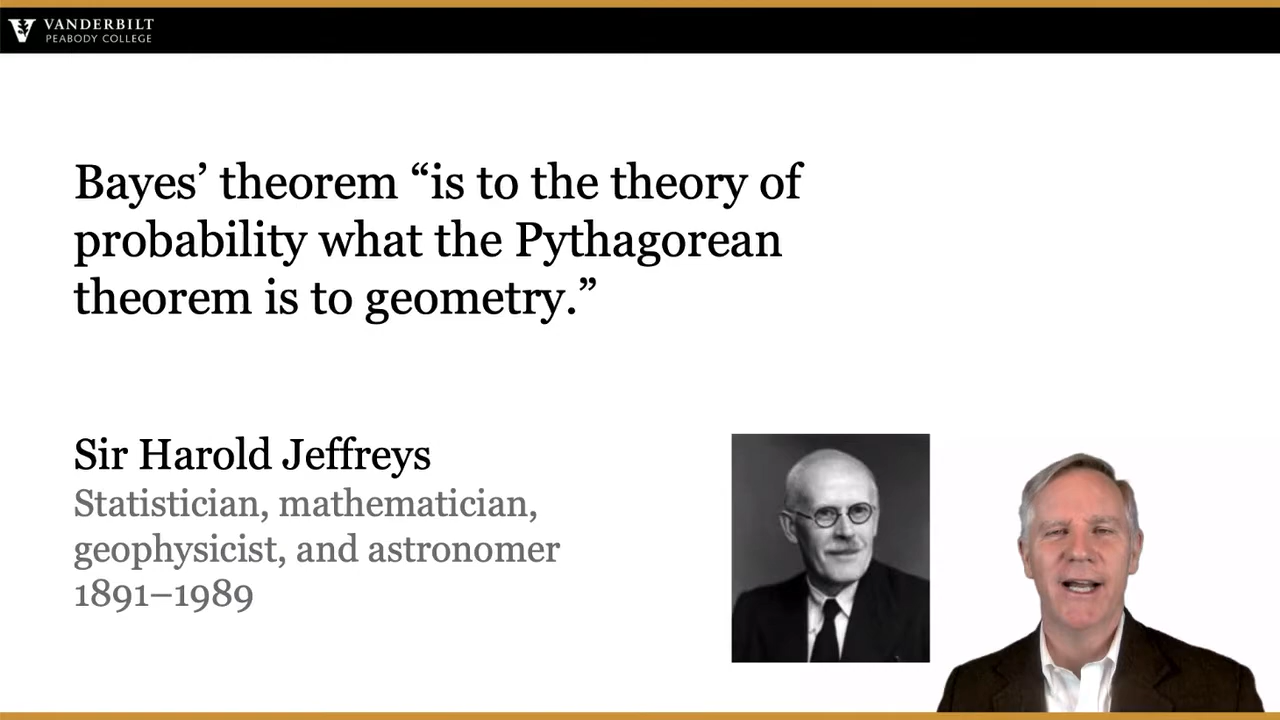 VANDERBILT
PEABODY COLLEGE
Bayes’ theorem “is to the theory of
probability what the Pythagorean
theorem is to geometry.”
Sir Harold Jeffreys
Statistician, mathematician,
geophysicist, and astronomer
1891–1989